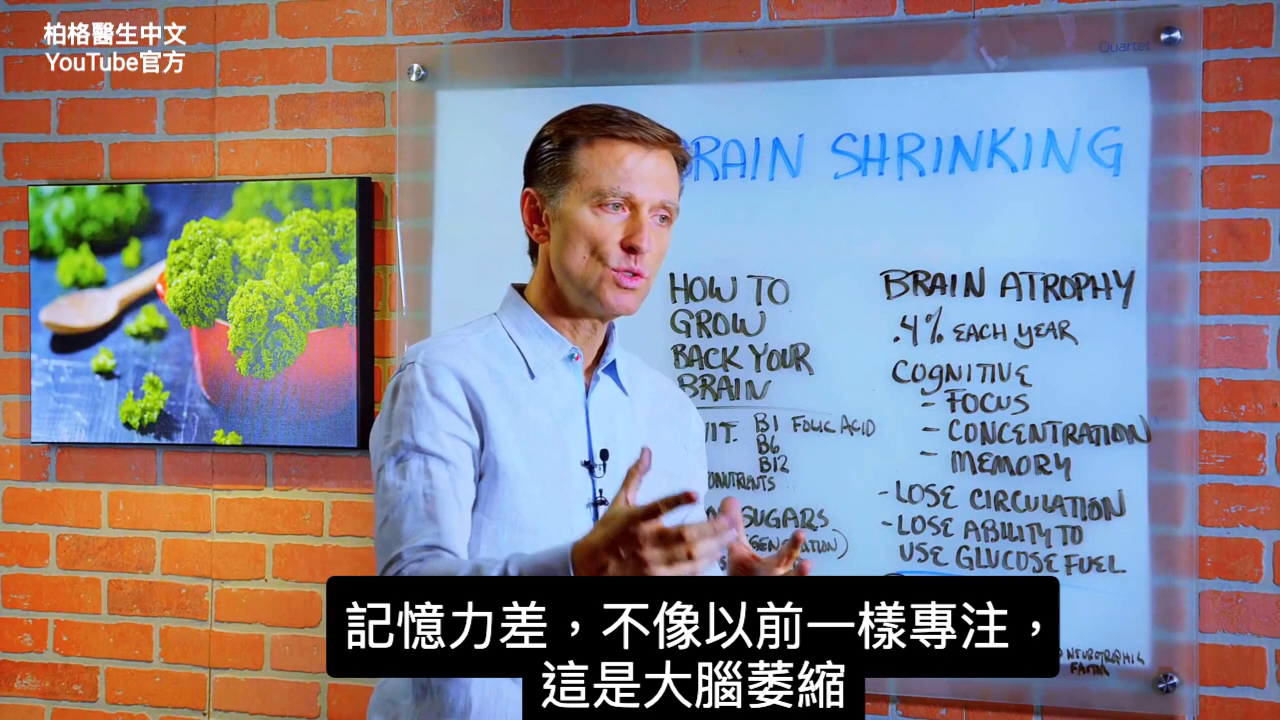 柏格醫生中文
YouTube官方
Quartet
BRAIN SHRINKING
HOW TO
GROW
BACK YOUR
BRAIN
VIT. B1 FOLIC ACID
B6
B12
SUGARS
BRAIN ATROPHY
.4% EACH YEAR
COGNITIVE
- FOCUS
- CONCENTRATION
- MEMORY
- LOSE CIRCULATION
- LOSE ABILITY TO
USE GLUCOSE FUEL
NEUROTROPHIC
FACTOR
記憶力差，不像以前一樣專注，
這是大腦萎縮